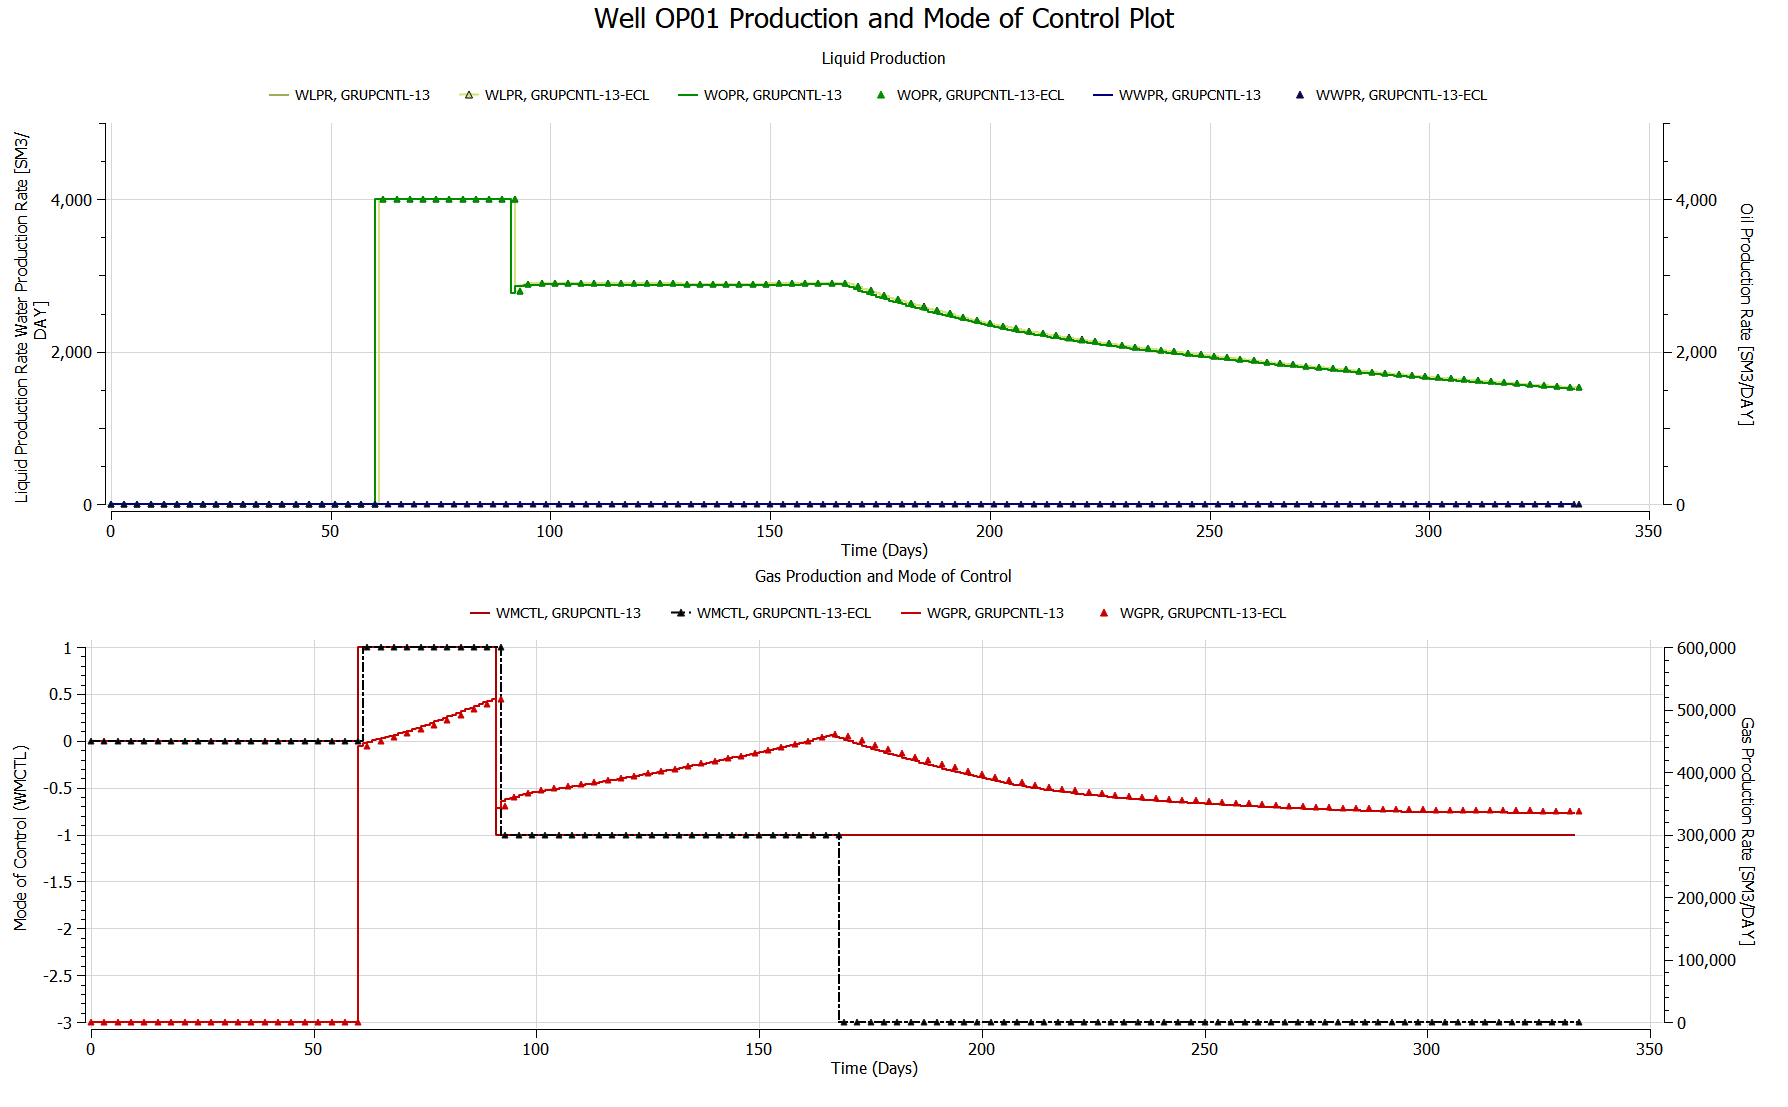 Well OP01 Production and Mode of Control Plot
Liquid Production
WLPR, GRUPCNTL-13 WLPR, GRUPCNTL-13-ECL WOPR, GRUPCNTL-13 WOPR, GRUPCNTL-13-ECL WWPR, GRUPCNTL-13 WWPR, GRUPCNTL-13-ECL
Liquid Production Rate Water Production Rate [SM3/
DAY]
4,000
2,000
0
4,000
2,000
0
Oil Production Rate [SM3/DAY]
0 50 100 150 200 250 300 350
Time (Days)
Gas Production and Mode of Control
WMCTL, GRUPCNTL-13 WMCTL, GRUPCNTL-13-ECL WGPR, GRUPCNTL-13 WGPR, GRUPCNTL-13-ECL
Mode of Control (WMCTL)
1
0.5
0
-0.5
-1
-1.5
-2
-2.5
-3
600,000
500,000
400,000
300,000
200,000
100,000
0
Gas Production Rate [SM3/DAY]
0 50 100 150 200 250 300 350
Time (Days)